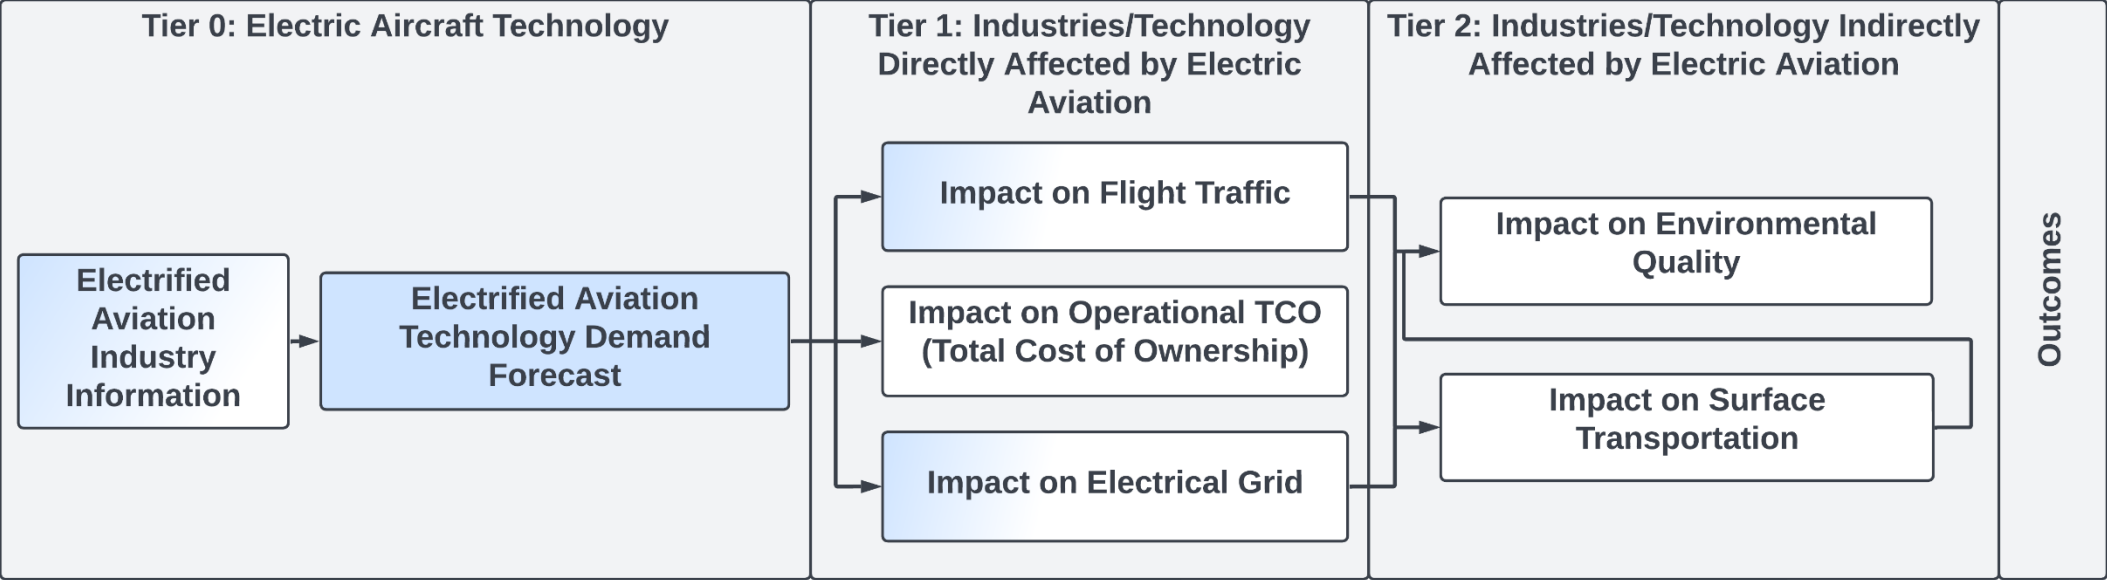 Tier 0: Electric Aircraft Technology
Electrified
Aviation
Industry
Information
Electrified Aviation
Technology Demand
Forecast
Tier 1: Industries/Technology
Directly Affected by Electric
Aviation
Impact on Flight Traffic
Impact on Operational TCO
(Total Cost of Ownership)
Impact on Electrical Grid
Tier 2: Industries/Technology Indirectly
Affected by Electric Aviation
Impact on Environmental
Quality
Impact on Surface
Transportation
Outcomes